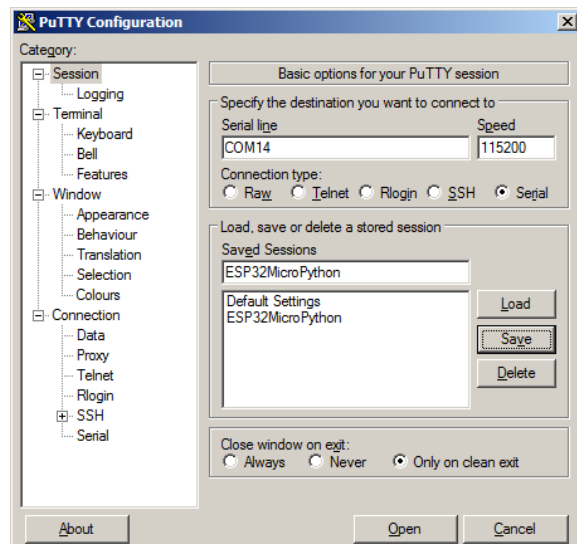 PuTTY Configuration
Category:
Session
Logging
Terminal
Keyboard
Bell
Features
Window
Appearance
Behaviour
Translation
Selection
Colours
Connection
Data
Proxy
Telnet
Rlogin
SSH
Serial
Basic options for your PuTTY session
Specify the destination you want to connect to
Serial line Speed
COM14 115200
Connection type:
Raw Telnet Rlogin SSH Serial
Load, save or delete a stored session
Saved Sessions
ESP32MicroPython
Default Settings
ESP32MicroPython
Load
Save
Delete
Close window on exit:
Always Never Only on clean exit
About Open Cancel